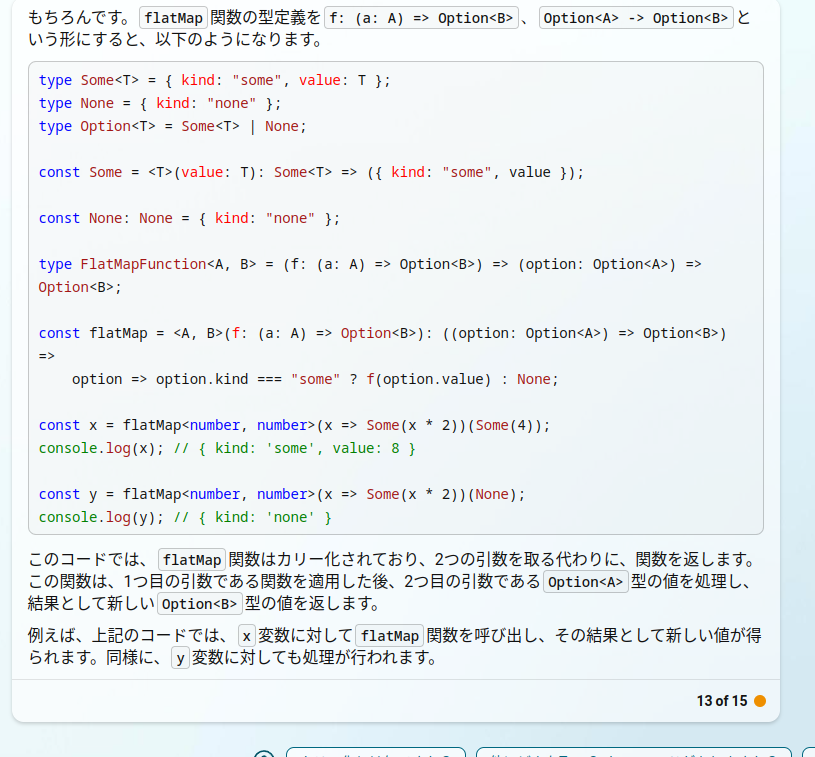 もちろんです。 flatMap 関数の型定義を f: (a: A) => Option<B> 、 Option<A> -> Option<B> と
いう形にすると、以下のようになります。
type Some<T> = { kind: "some", value: T };
type None = { kind: "none" };
type Option<T> = Some<T> | None;
const Some = <T>(value: T): Some<T> => ({ kind: "some", value });
const None: None = { kind: "none" };
type FlatMapFunction<A, B> = (f: (a: A) => Option<B>) => (option: Option<A>) =>
Option<B>;
const flatMap = <A, B>(f: (a: A) => Option<B>): ((option: Option<A>) => Option<B>)
=>
    option => option.kind === "some" ? f(option.value) : None;
const x = flatMap<number, number>(x => Some(x * 2))(Some(4));
console.log(x); // { kind: 'some', value: 8 }
const y = flatMap<number, number>(x => Some(x * 2))(None);
console.log(y); // { kind: 'none' }
このコードでは、 flatMap 関数はカリー化されており、2つの引数を取る代わりに、関数を返します。
この関数は、1つ目の引数である関数を適用した後、2つ目の引数である Option<A> 型の値を処理し、
結果として新しい Option<B> 型の値を返します。
例えば、上記のコードでは、 x 変数に対して flatMap 関数を呼び出し、その結果として新しい値が得
られます。同様に、 y 変数に対しても処理が行われます。
13 of 15